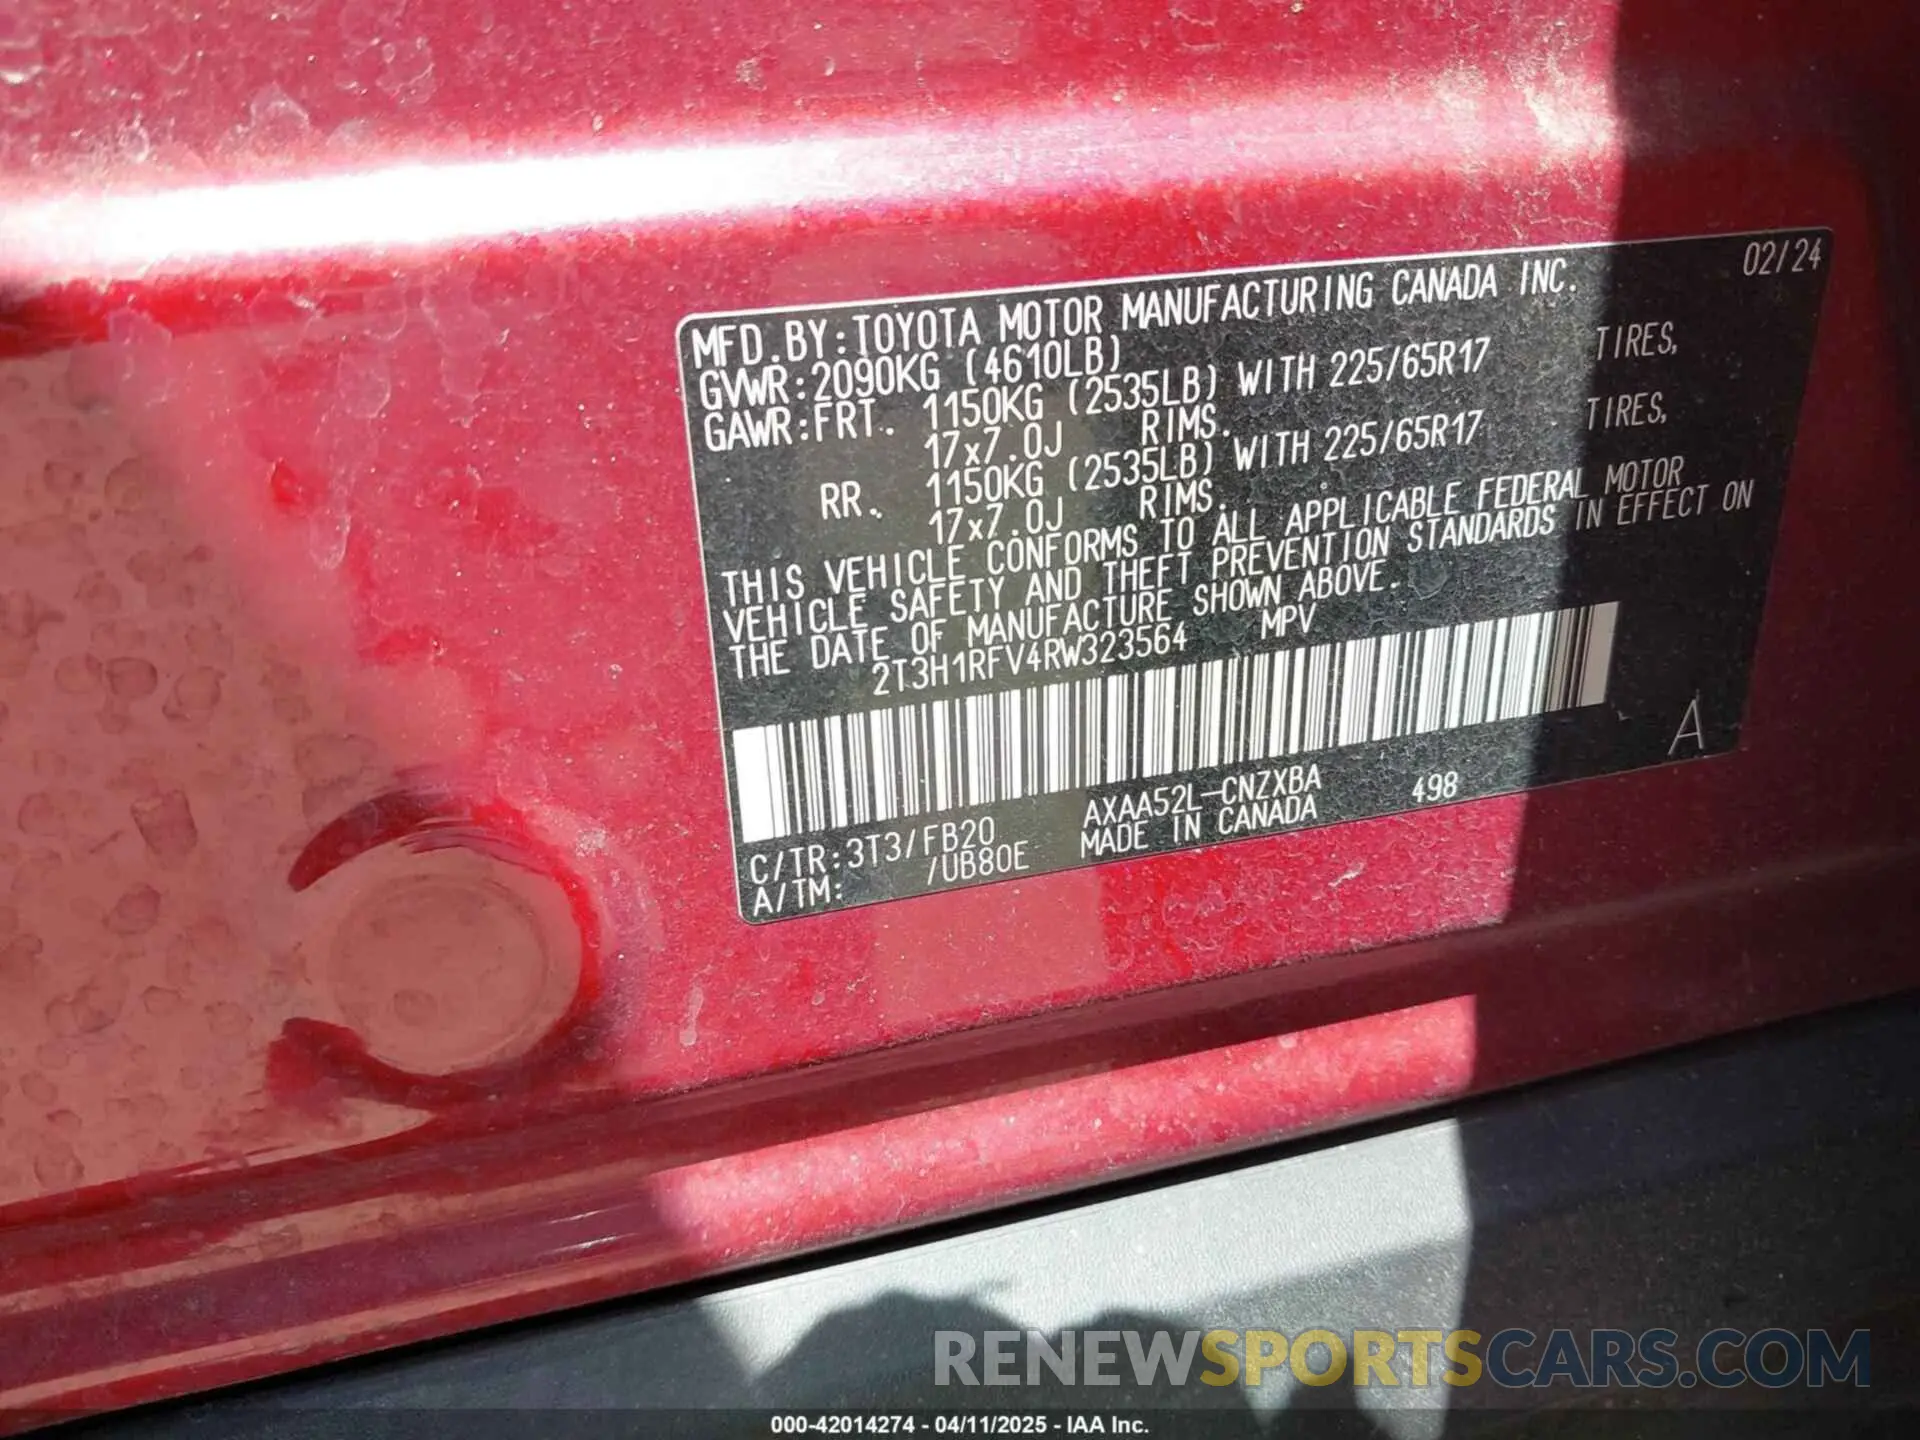 02/24
MFD.BY:TOYOTA MOTOR MANUFACTURING CANADA INC.
GVWR:2090KG (4610LB)
GAWR:FRT. 1150KG (2535LB) WITH 225/65R17 TIRES,
17x7.0J RIMS.
RR. 1150KG (2535LB) WITH 225/65R17 TIRES,
17x7.0J RIMS.
THIS VEHICLE CONFORMS TO ALL APPLICABLE FEDERAL MOTOR
VEHICLE SAFETY AND THEFT PREVENTION STANDARDS IN EFFECT ON
THE DATE OF MANUFACTURE SHOWN ABOVE.
2T3H1RFV4RW323564 MPV
A
AXAA52L-CNZXBA 498
C/TR:3T3/FB20 MADE IN CANADA
A/TM: /UB80E
RENEWSPORTSCARS.COM
000-42014274 - 04/11/2025 - IAA Inc.